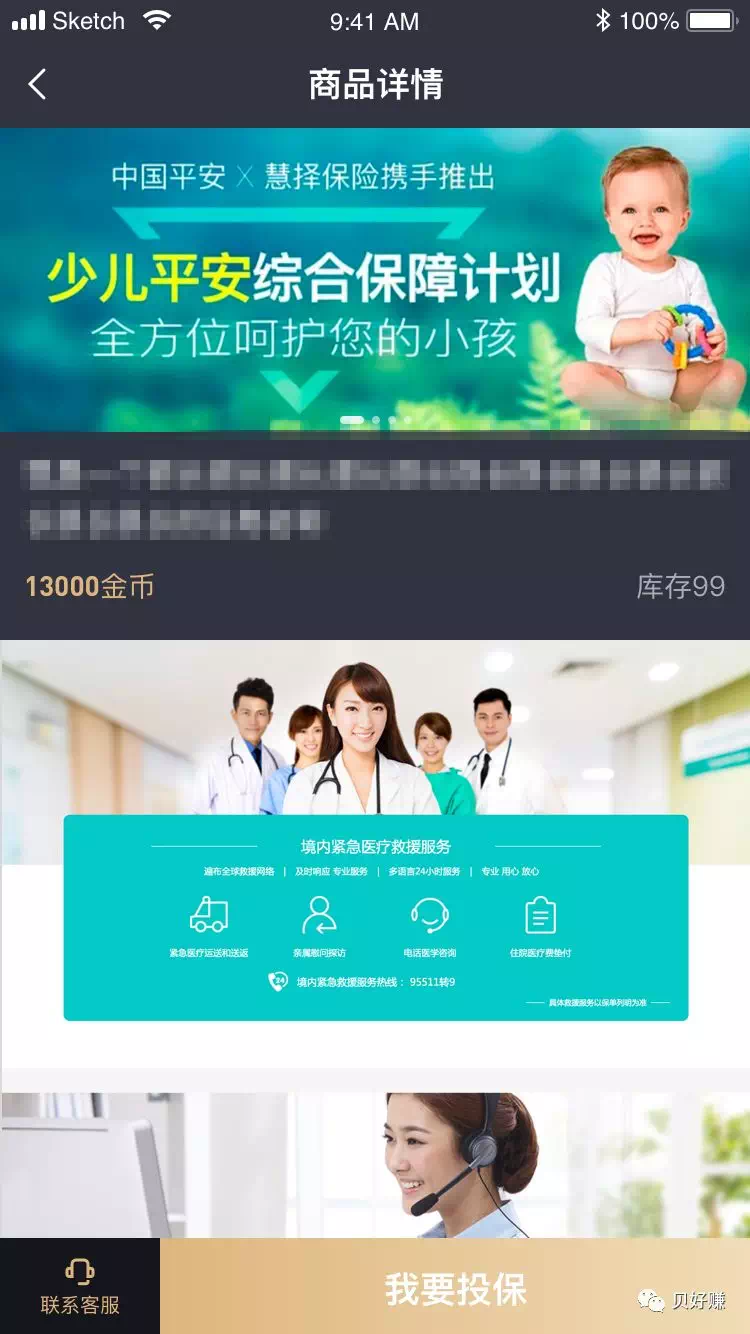 Sketch 9:41 AM 100%
商品详情
中国平安 X 慧择保险携手推出
少儿平安综合保障计划
全方位呵护您的小孩
13000金币 库存99
境内紧急医疗救援服务
遍布全球救援网络 | 及时响应 专业服务 | 多语言24小时服务 | 专业 用心 放心
紧急医疗运送和送返 亲属慰问探访 电话医学咨询 住院医疗费垫付
24 境内紧急救援服务热线：95511转9
具体救援服务以保单列明为准
联系客服 我要投保 贝好赚